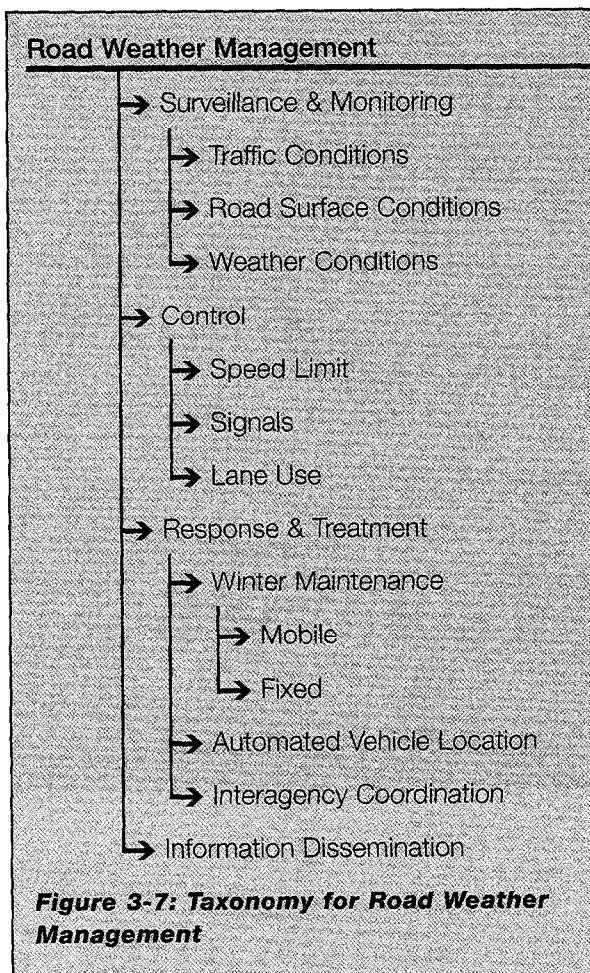 Road Weather Management
Surveillance & Monitoring
Traffic Conditions
Road Surface Conditions
Weather Conditions
Control
Speed Limit
Signals
Lane Use
Response & Treatment
Winter Maintenance
Mobile
Fixed
Automated Vehicle Location
Interagency Coordination
Information Dissemination
Figure 3-7: Taxonomy for Road Weather
Management